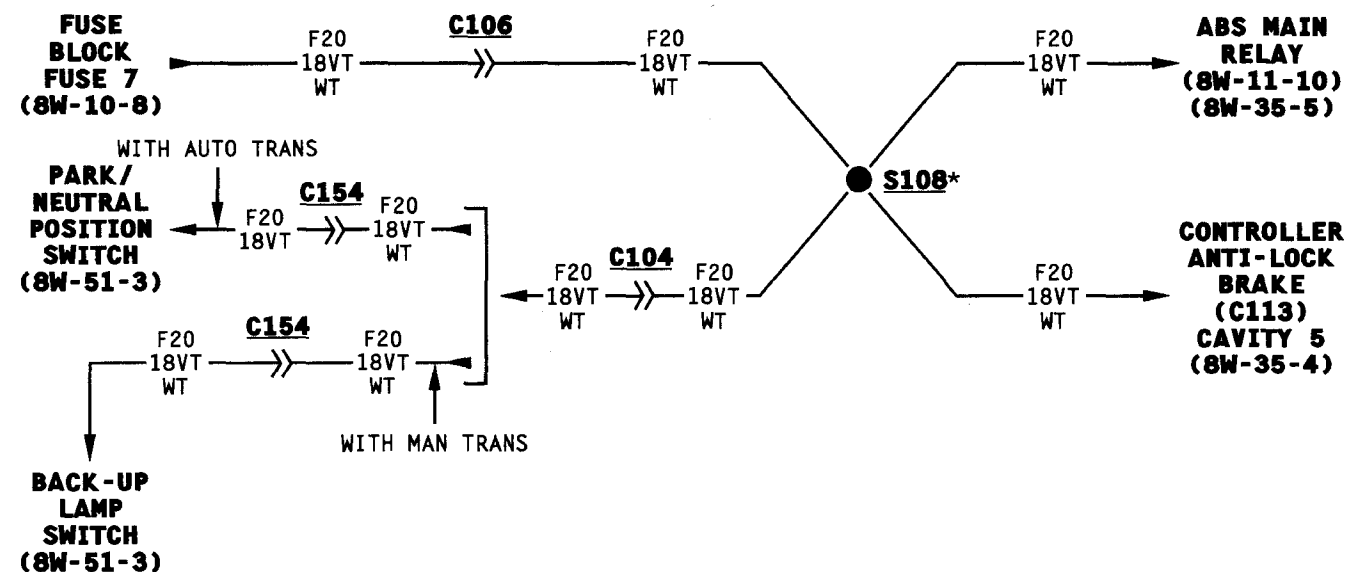 FUSE
BLOCK
FUSE 7
(8W-10-8)
F20
18VT
WT
C106
F20
18VT
WT
F20
18VT
WT
ABS MAIN
RELAY
(8W-11-10)
(8W-35-5)
S108*
WITH AUTO TRANS
PARK/
NEUTRAL
POSITION
SWITCH
(8W-51-3)
F20
18VT
C154
F20
18VT
WT
F20
18VT
WT
C104
F20
18VT
WT
F20
18VT
WT
CONTROLLER
ANTI-LOCK
BRAKE
(C113)
CAVITY 5
(8W-35-4)
F20
18VT
WT
C154
F20
18VT
WT
WITH MAN TRANS
BACK-UP
LAMP
SWITCH
(8W-51-3)